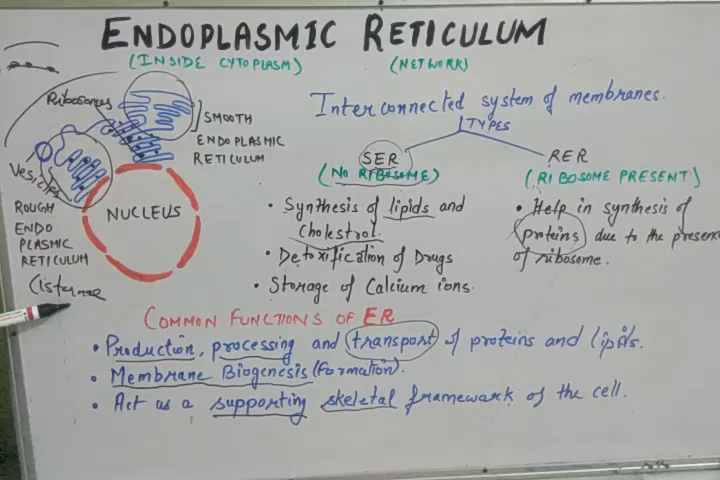 ENDOPLASMIC RETICULUM
(INSIDE CYTOPLASM) (NETWORK)
Ribosomes
SMOOTH
ENDOPLASMIC
RETICULUM
Vesicles
NUCLEUS
ROUGH
ENDO
PLASMIC
RETICULUM
Cisternae
Interconnected system of membranes.
TYPES
SER
(NO RIBOSOME)
• Synthesis of lipids and
Cholestrol.
• Detoxification of Drugs
• Storage of Calcium ions.
RER
(RIBOSOME PRESENT)
• Help in synthesis of
proteins due to the presence
of ribosome.
COMMON FUNCTIONS OF ER
• Production, processing and transport of proteins and lipids.
• Membrane Biogenesis (Formation).
• Act as a supporting skeletal framework of the cell.